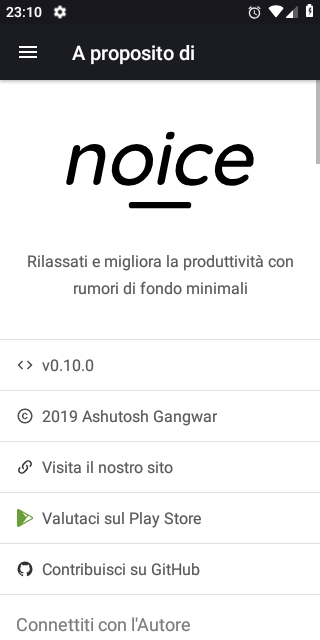 23:10
A proposito di
noice
Rilassati e migliora la produttività con
rumori di fondo minimali
v0.10.0
© 2019 Ashutosh Gangwar
Visita il nostro sito
Valutaci sul Play Store
Contribuisci su GitHub
Connettiti con l'Autore